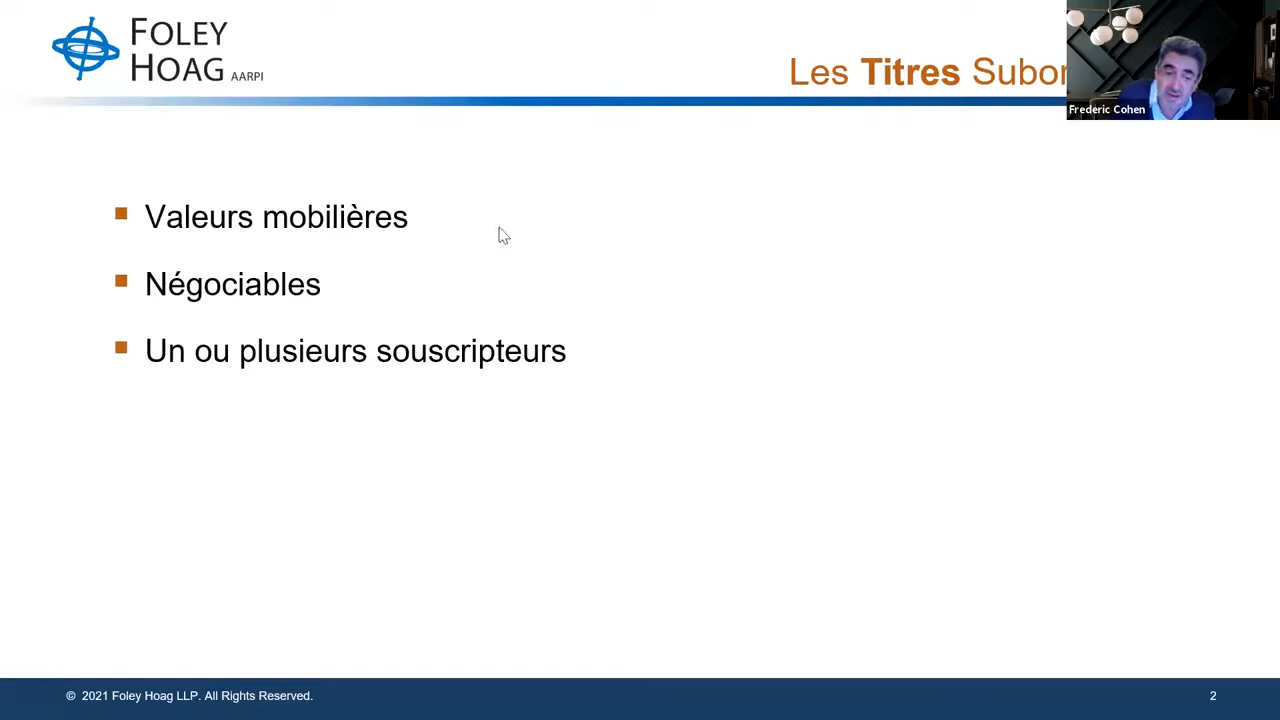 FOLEY
HOAG AARPI
Les Titres
Frederic Cohen
Valeurs mobilières
Négociables
Un ou plusieurs souscripteurs
© 2021 Foley Hoag LLP. All Rights Reserved.
2